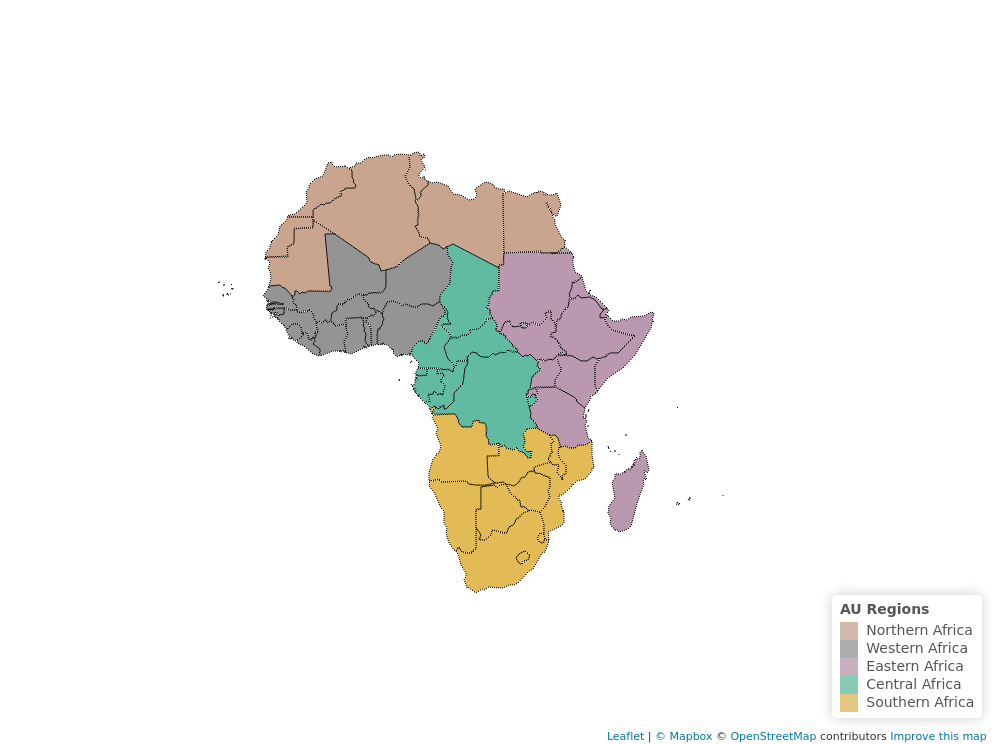 AU Regions
Northern Africa
Western Africa
Eastern Africa
Central Africa
Southern Africa
Leaflet | © Mapbox © OpenStreetMap contributors Improve this map